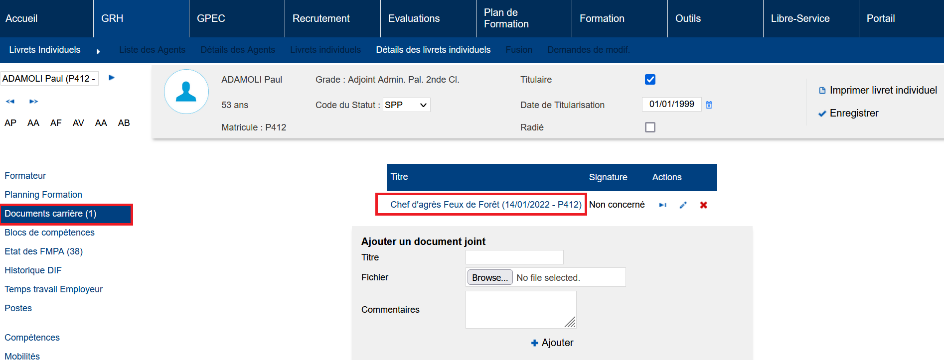 Accueil GRH GPEC Recrutement Evaluations Plan de Formation Formation Outils Libre-Service Portail
Livrets Individuels Liste des Agents Détails des Agents Livrets individuels Détails des livrets individuels Fusion Demandes de modif.
ADAMOLI Paul (P412 -
AP AA AF AV AA AB
ADAMOLI Paul Grade : Adjoint Admin. Pal. 2nde Cl. Titulaire
53 ans Code du Statut : SPP Date de Titularisation 01/01/1999
Matricule : P412 Radié
Imprimer livret individuel
Enregistrer
Formateur
Planning Formation
Documents carrière (1)
Blocs de compétences
Etat des FMPA (38)
Historique DIF
Temps travail Employeur
Postes
Compétences
Mobilités
Titre Signature Actions
Chef d'agrès Feux de Forêt (14/01/2022 - P412) Non concerné
Ajouter un document joint
Titre
Fichier Browse... No file selected.
Commentaires
Ajouter